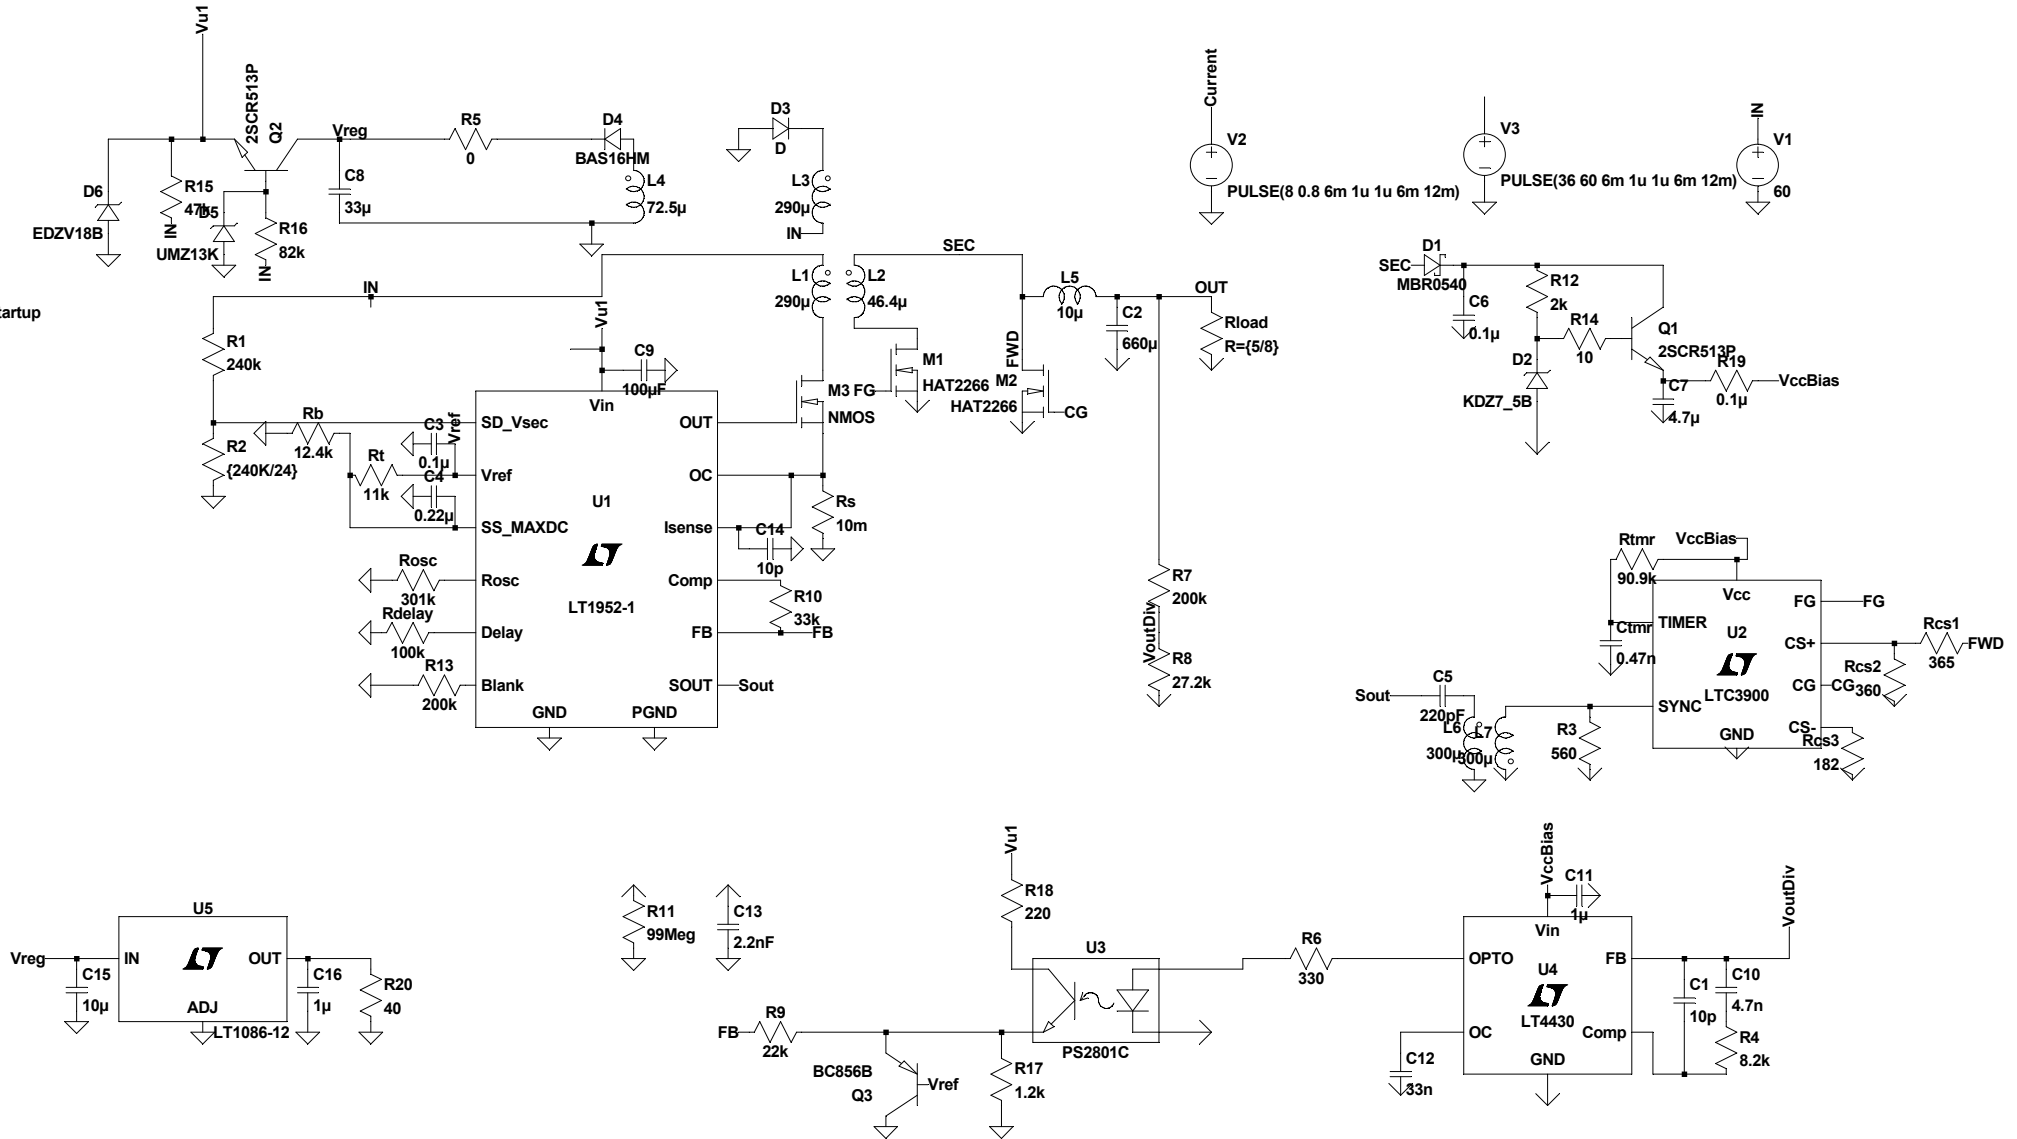 Vu1
2SCR513P
Q2
Vreg
R5
0
D4
BAS16HM
D3
D
L3
290µ
IN
L4
72.5µ
C8
33µ
D6
EDZV18B
R15
47k
IN
D5
UMZ13K
R16
82k
IN
Current
V2
PULSE(8 0.8 6m 1u 1u 6m 12m)
V3
PULSE(36 60 6m 1u 1u 6m 12m)
IN
V1
60
artup
IN
R1
240k
R2
{240K/24}
Rb
12.4k
Rt
11k
C3
0.1µ
Vref
C4
0.22µ
Vu1
C9
100µF
Vin
SD_Vsec
Vref
SS_MAXDC
Rosc
Delay
Blank
GND
PGND
OUT
OC
Isense
Comp
FB
SOUT
U1
LT1952-1
Rosc
301k
Rdelay
100k
R13
200k
Sout
R10
33k
FB
C14
10p
Rs
10m
M3
NMOS
L1
290µ
L2
46.4µ
SEC
FG
M1
HAT2266
FWD
M2
HAT2266
CG
L5
10µ
C2
660µ
OUT
Rload
R={5/8}
R7
200k
VoutDiv
R8
27.2k
SEC
D1
MBR0540
C6
0.1µ
R12
2k
R14
10
D2
KDZ7_5B
Q1
2SCR513P
R19
0.1µ
C7
4.7µ
VccBias
Rtmr
90.9k
VccBias
Ctmr
0.47n
Vcc
TIMER
SYNC
GND
FG
CS+
CG
CS-
U2
LTC3900
FG
Rcs1
365
FWD
Rcs2
360
CG
Rcs3
182
Sout
C5
220pF
L6
300µ
L7
300µ
R3
560
U5
IN
OUT
ADJ
LT1086-12
Vreg
C15
10µ
C16
1µ
R20
40
R11
99Meg
C13
2.2nF
Vu1
R18
220
U3
PS2801C
FB
R9
22k
BC856B
Q3
Vref
R17
1.2k
R6
330
VccBias
C11
1µ
Vin
OPTO
OC
FB
Comp
GND
U4
LT4430
C12
33n
C1
10p
C10
4.7n
R4
8.2k
VoutDiv